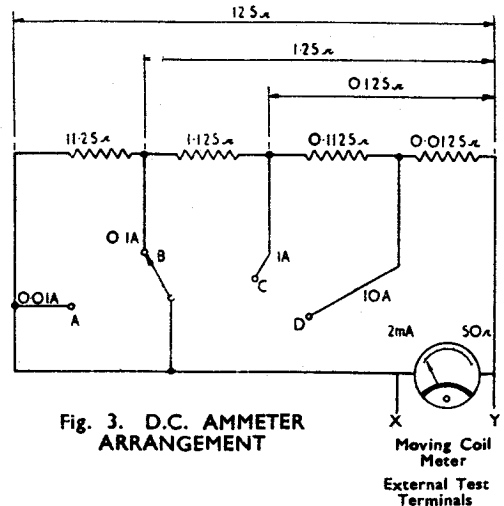 12.5Ω
1.25Ω
0.125Ω
11.25Ω
1.125Ω
0.1125Ω
0.0125Ω
0.1A
B
1A
C
0.01A
A
10A
D
2mA
50Ω
X
Y
Fig. 3. D.C. AMMETER
ARRANGEMENT
Moving Coil
Meter
External Test
Terminals